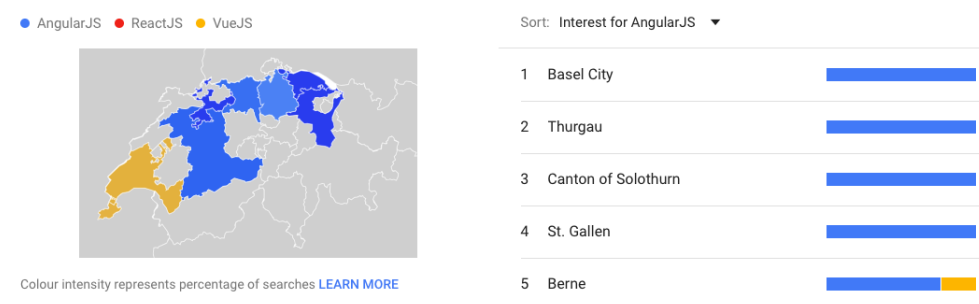 AngularJS ReactJS VueJS
Colour intensity represents percentage of searches LEARN MORE
Sort: Interest for AngularJS
1 Basel City
2 Thurgau
3 Canton of Solothurn
4 St. Gallen
5 Berne